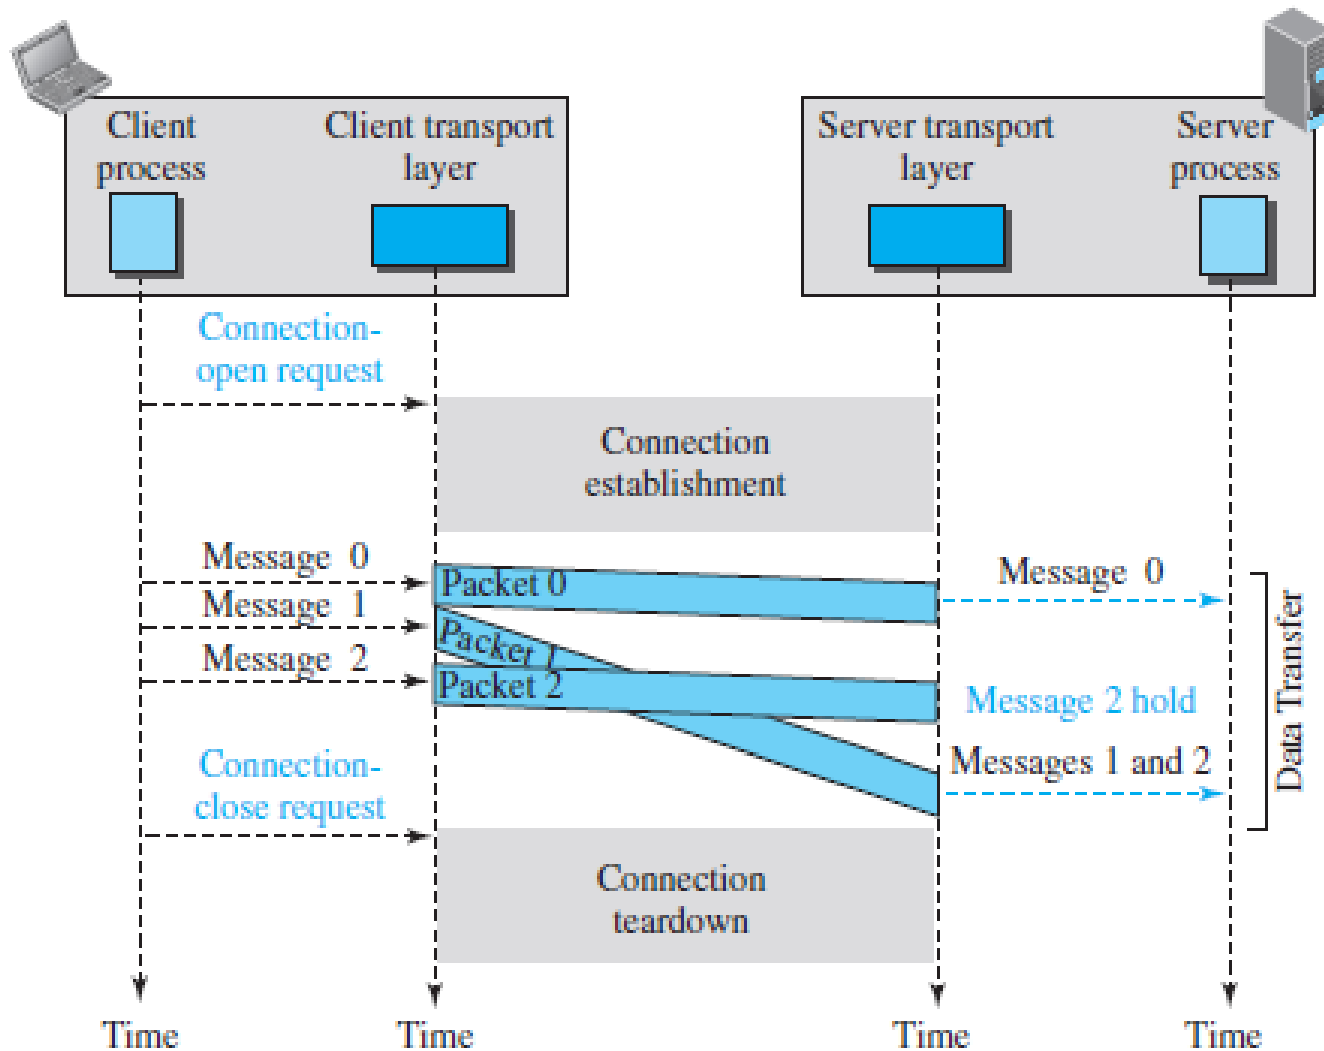 Client
process
Client transport
layer
Server transport
layer
Server
process
Connection-
open request
Connection
establishment
Message 0
Packet 0
Message 0
Message 1
Packet 1
Message 2
Packet 2
Message 2 hold
Messages 1 and 2
Data Transfer
Connection-
close request
Connection
teardown
Time
Time
Time
Time